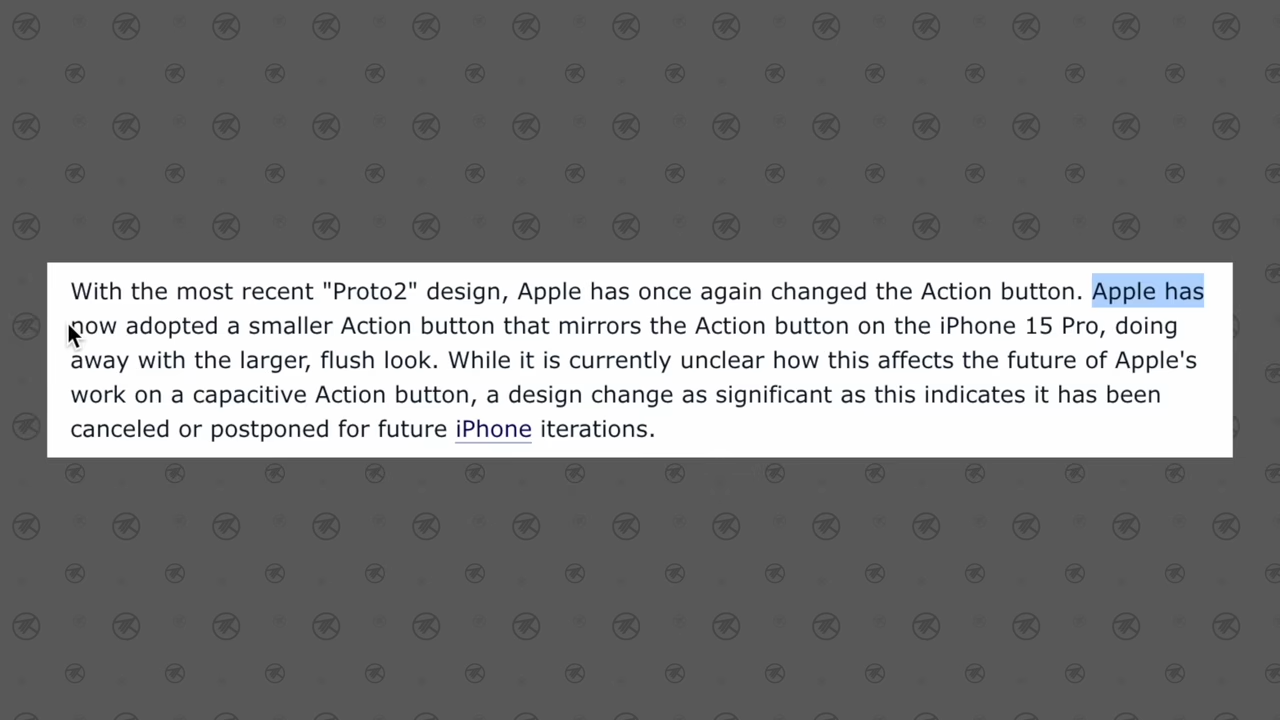 With the most recent "Proto2" design, Apple has once again changed the Action button. Apple has
now adopted a smaller Action button that mirrors the Action button on the iPhone 15 Pro, doing
away with the larger, flush look. While it is currently unclear how this affects the future of Apple's
work on a capacitive Action button, a design change as significant as this indicates it has been
canceled or postponed for future iPhone iterations.